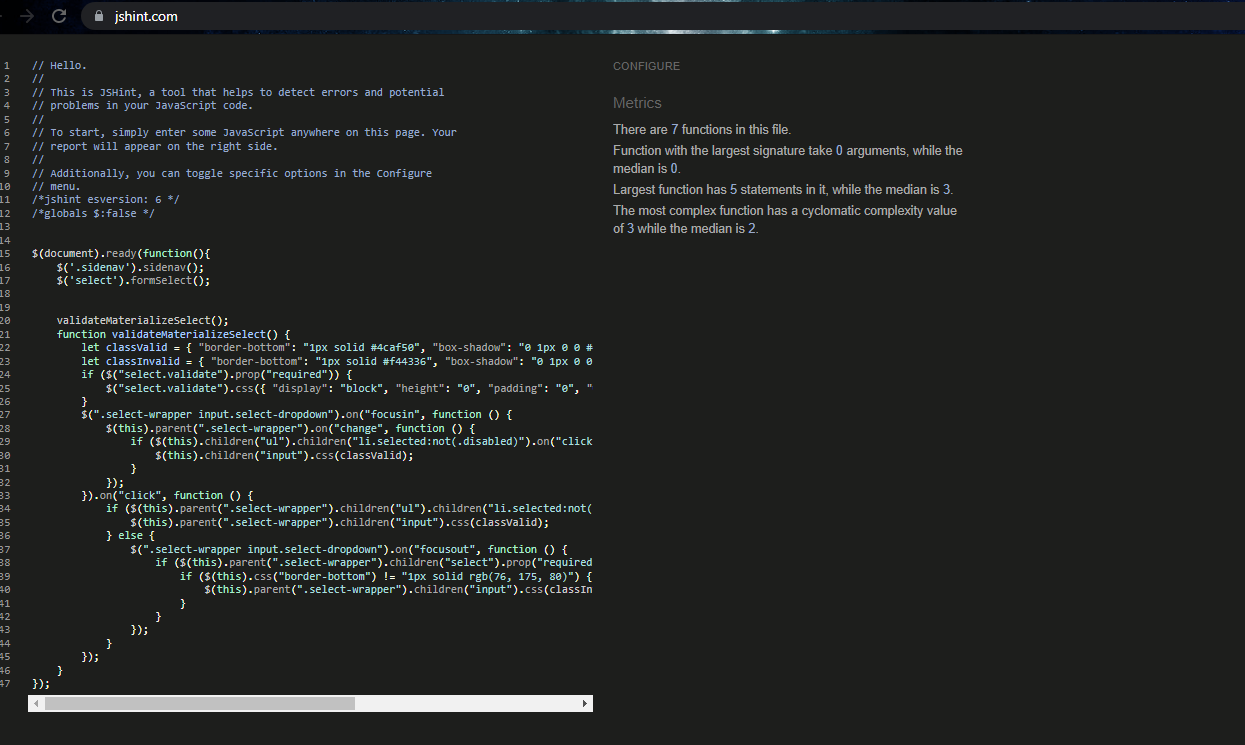 jshint.com
1 // Hello.
2 //
3 // This is JSHint, a tool that helps to detect errors and potential
4 // problems in your JavaScript code.
5 //
6 // To start, simply enter some JavaScript anywhere on this page. Your
7 // report will appear on the right side.
8 //
9 // Additionally, you can toggle specific options in the Configure
10 // menu.
11 /*jshint esversion: 6 */
12 /*globals $:false */
13
14
15 $(document).ready(function(){
16     $('.sidenav').sidenav();
17     $('select').formSelect();
18
19
20     validateMaterializeSelect();
21     function validateMaterializeSelect() {
22         let classValid = { "border-bottom": "1px solid #4caf50", "box-shadow": "0 1px 0 0 #
23         let classInvalid = { "border-bottom": "1px solid #f44336", "box-shadow": "0 1px 0 0
24         if ($("select.validate").prop("required")) {
25             $("select.validate").css({ "display": "block", "height": "0", "padding": "0", "
26         }
27         $(".select-wrapper input.select-dropdown").on("focusin", function () {
28             $(this).parent(".select-wrapper").on("change", function () {
29                 if ($(this).children("ul").children("li.selected:not(.disabled)").on("click
30                     $(this).children("input").css(classValid);
31                 }
32             });
33         }).on("click", function () {
34             if ($(this).parent(".select-wrapper").children("ul").children("li.selected:not(
35                 $(this).parent(".select-wrapper").children("input").css(classValid);
36             } else {
37                 $(".select-wrapper input.select-dropdown").on("focusout", function () {
38                     if ($(this).parent(".select-wrapper").children("select").prop("required
39                         if ($(this).css("border-bottom") != "1px solid rgb(76, 175, 80)") {
40                             $(this).parent(".select-wrapper").children("input").css(classIn
41                         }
42                     }
43                 });
44             }
45         });
46     }
47 });
CONFIGURE
Metrics
There are 7 functions in this file.
Function with the largest signature take 0 arguments, while the
median is 0.
Largest function has 5 statements in it, while the median is 3.
The most complex function has a cyclomatic complexity value
of 3 while the median is 2.